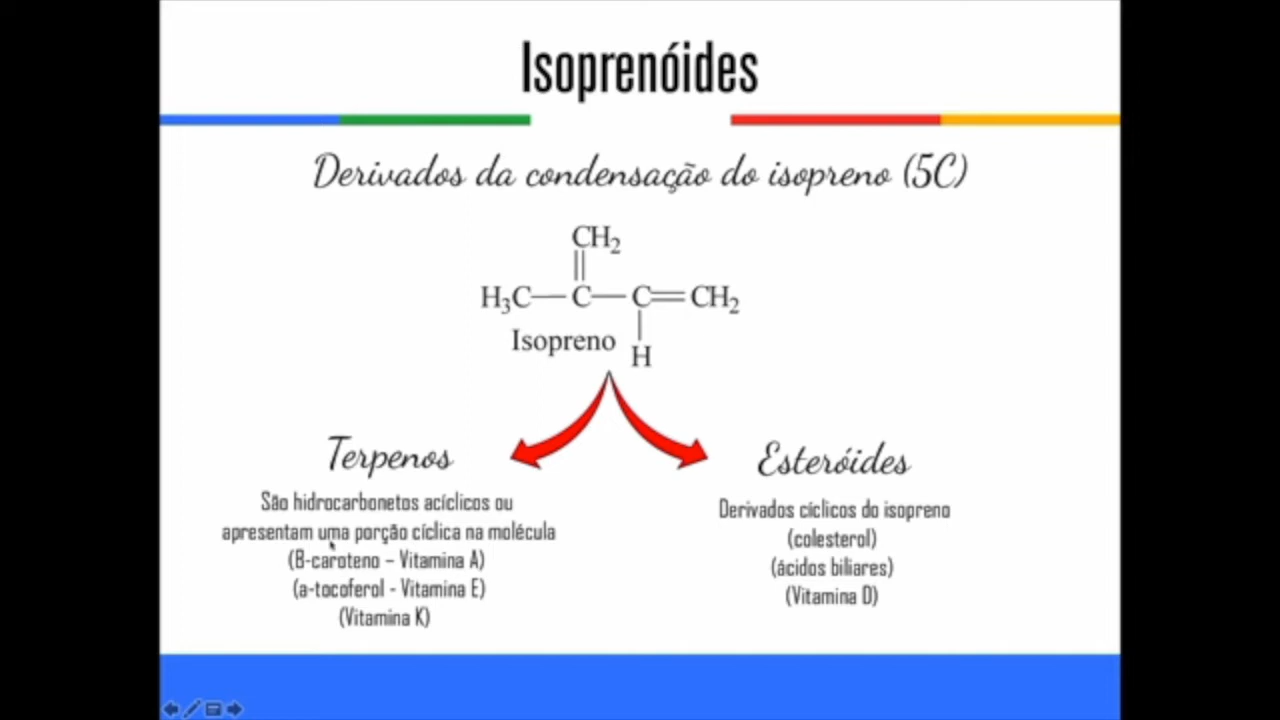 Isoprenóides
Derivados da condensação do isopreno (5C)
CH₂
H₃C—C—C=CH₂
Isopreno
H
Terpenos
São hidrocarbonetos acíclicos ou
apresentam uma porção cíclica na molécula
(B-caroteno – Vitamina A)
(a-tocoferol - Vitamina E)
(Vitamina K)
Esteróides
Derivados cíclicos do isopreno
(colesterol)
(ácidos biliares)
(Vitamina D)